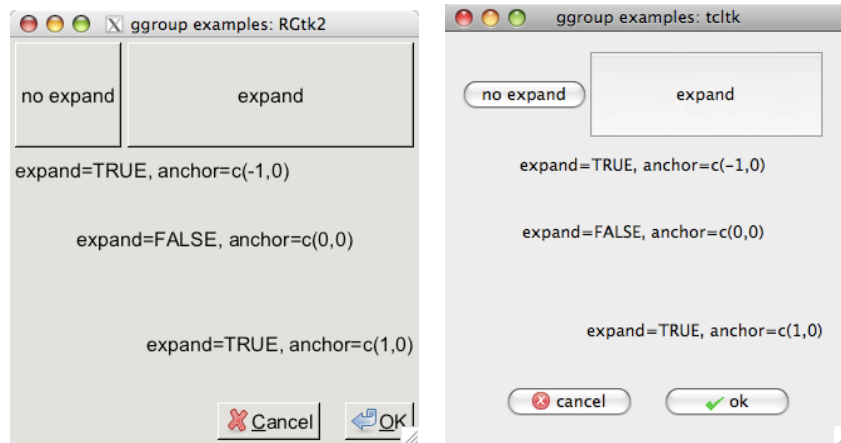 ggroup examples: RGtk2
no expand
expand
expand=TRUE, anchor=c(-1,0)
expand=FALSE, anchor=c(0,0)
expand=TRUE, anchor=c(1,0)
Cancel
OK
ggroup examples: tcltk
no expand
expand
expand=TRUE, anchor=c(-1,0)
expand=FALSE, anchor=c(0,0)
expand=TRUE, anchor=c(1,0)
cancel
ok